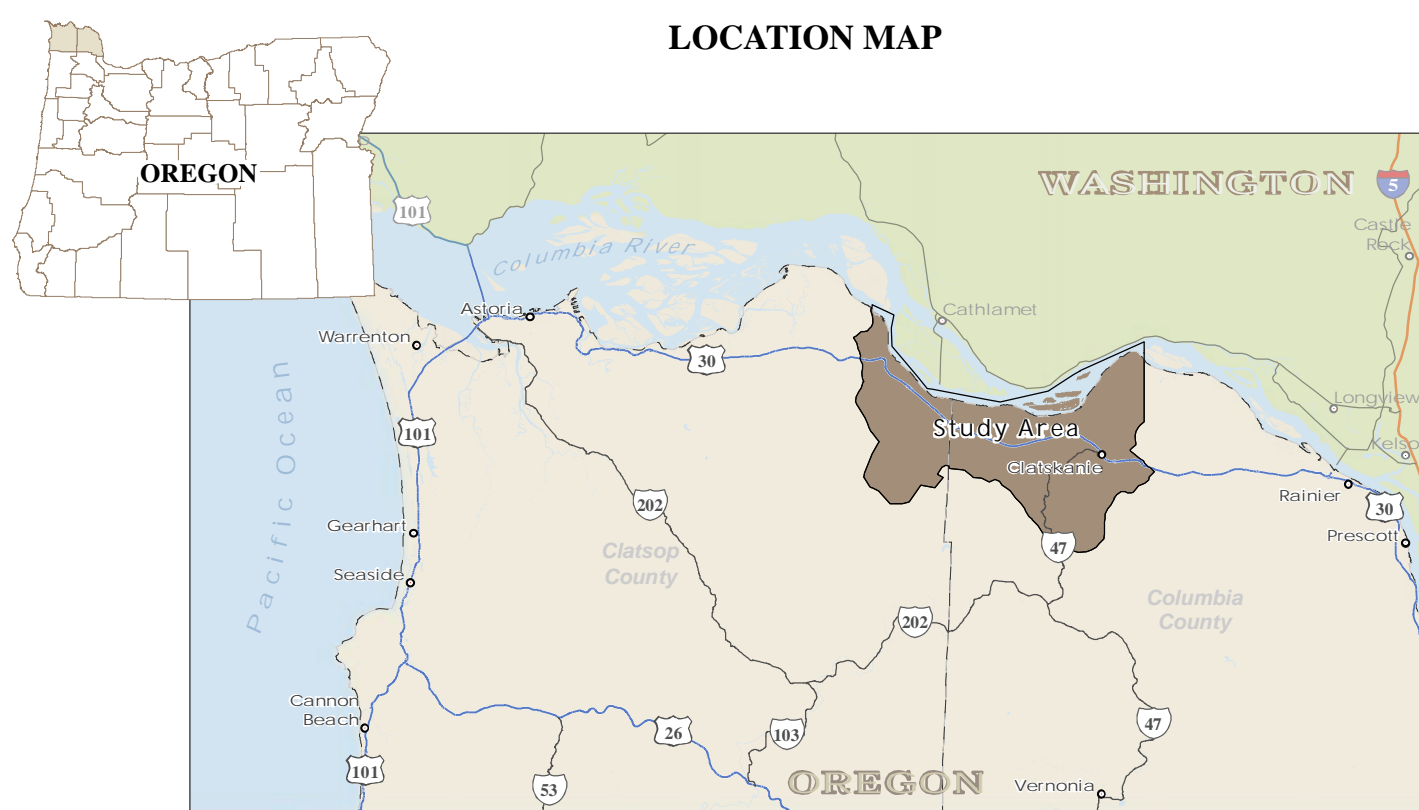 LOCATION MAP
OREGON
WASHINGTON
5
101
Castle
Rock
Columbia River
Astoria
Cathlamet
Warrenton
30
Longview
101
Study Area
Kelso
Clatskanie
Pacific Ocean
Rainier
202
30
Gearhart
Prescott
47
Clatsop
County
Seaside
Columbia
County
202
Cannon
Beach
26
103
47
101
OREGON
53
Vernonia